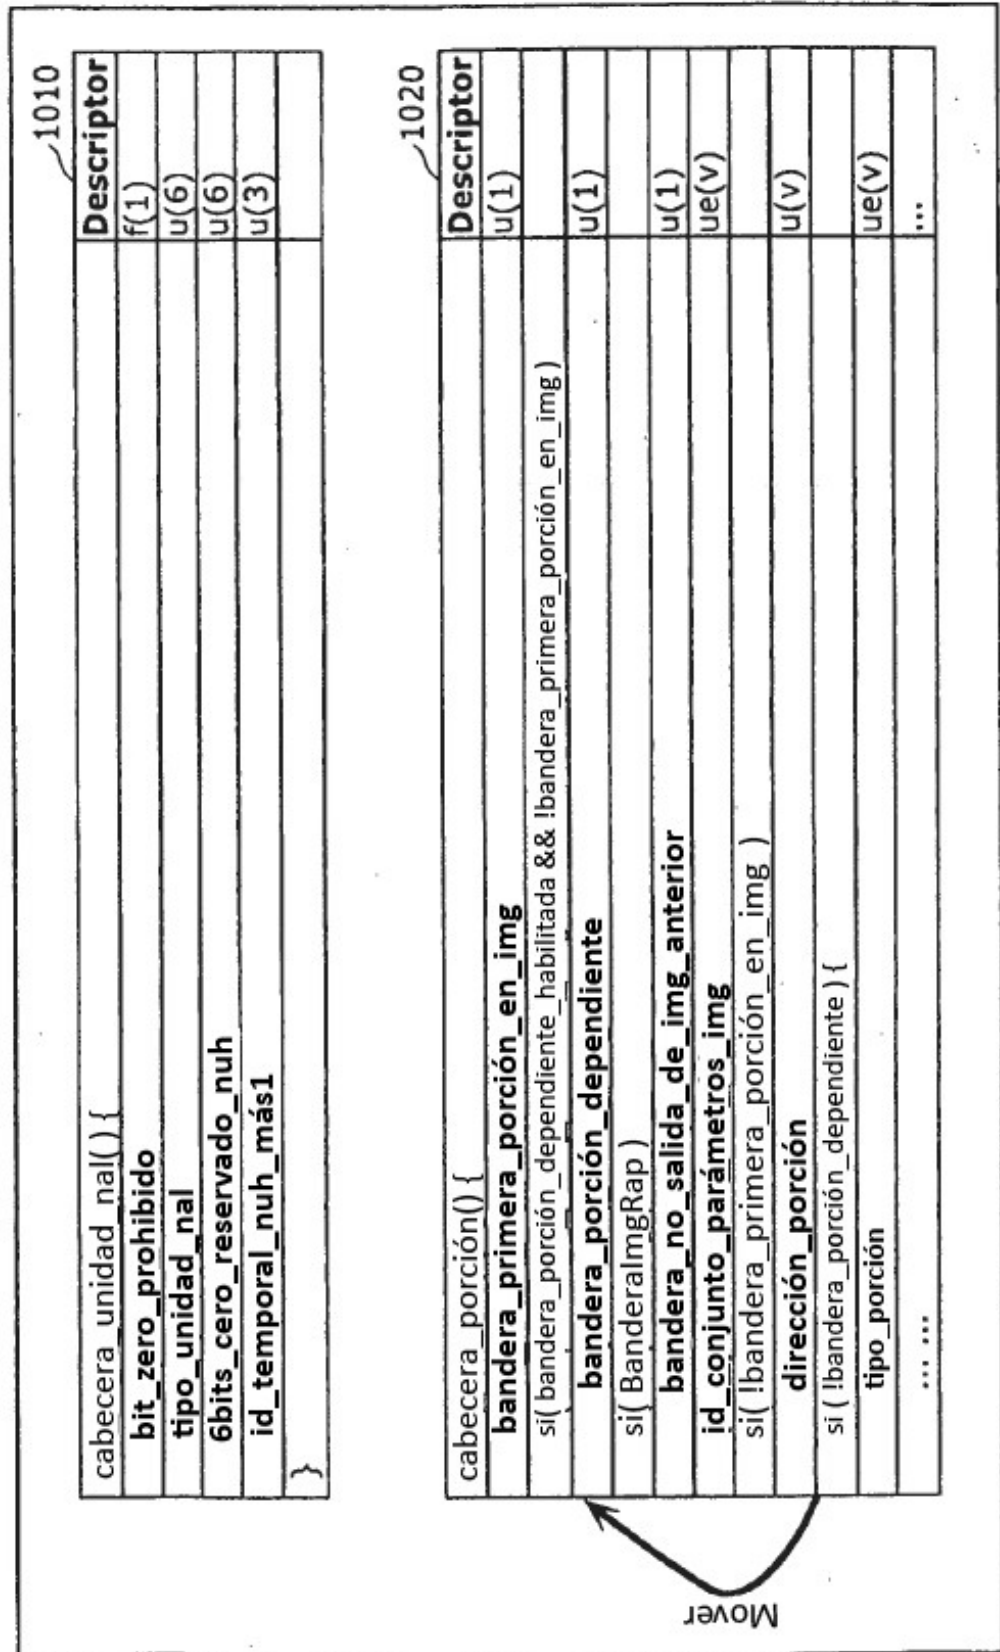 1010
cabecera_unidad_nal() { Descriptor
bit_zero_prohibido f(1)
tipo_unidad_nal u(6)
6bits_cero_reservado_nuh u(6)
id_temporal_nuh_más1 u(3)
}
1020
cabecera_porción() { Descriptor
bandera_primera_porción_en_img u(1)
si( bandera_porción_dependiente_habilitada && !bandera_primera_porción_en_img )
bandera_porción_dependiente u(1)
si( BanderaImgRap )
bandera_no_salida_de_img_anterior u(1)
id_conjunto_parámetros_img ue(v)
si( !bandera_primera_porción_en_img )
dirección_porción u(v)
si ( !bandera_porción_dependiente ) {
tipo_porción ue(v)
... ... ...
Mover